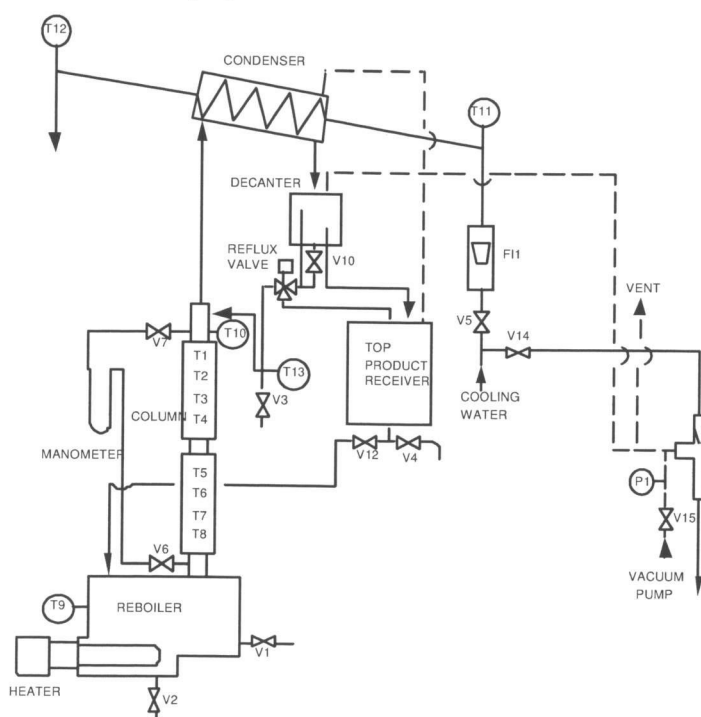 T12
CONDENSER
T11
DECANTER
REFLUX
VALVE
V10
FI1
VENT
V5
V14
V7
T10
T1
T2
T3
T4
COLUMN
T13
V3
TOP
PRODUCT
RECEIVER
COOLING
WATER
MANOMETER
V12
V4
T5
T6
T7
T8
P1
V15
V6
VACUUM
PUMP
T9
REBOILER
V1
HEATER
V2